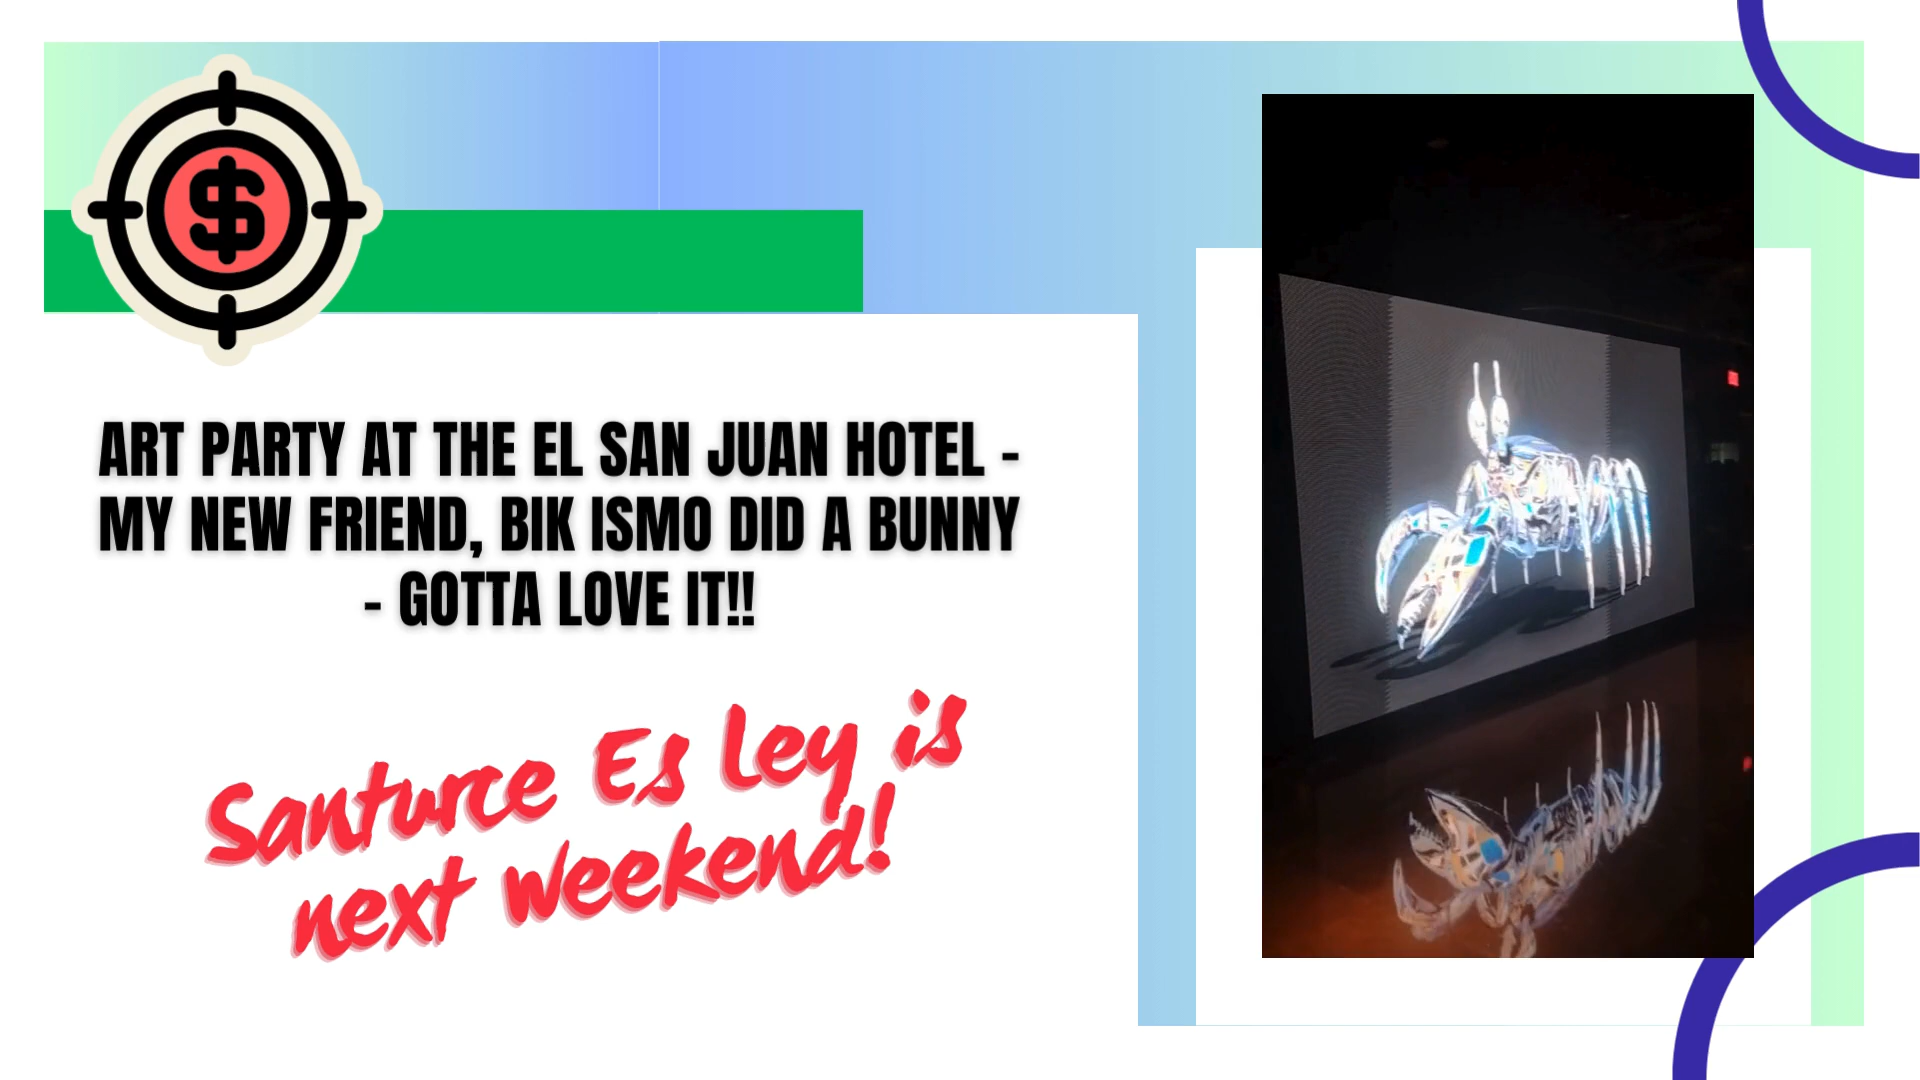 $
ART PARTY AT THE EL SAN JUAN HOTEL -
MY NEW FRIEND, BIK ISMO DID A BUNNY
- GOTTA LOVE IT!!
Santurce Es Ley is
next weekend!